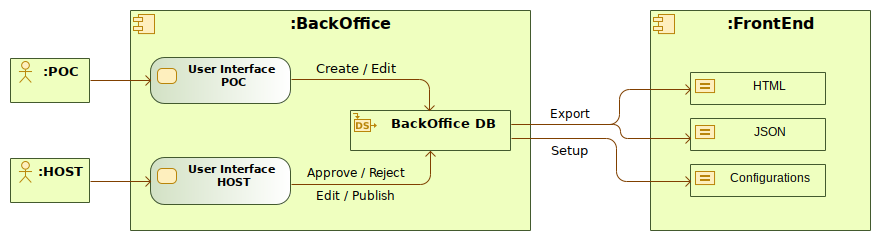 :BackOffice
:FrontEnd
:POC
User Interface
POC
Create / Edit
HTML
BackOffice DB
DS
Export
JSON
Setup
:HOST
User Interface
HOST
Approve / Reject
Edit / Publish
Configurations